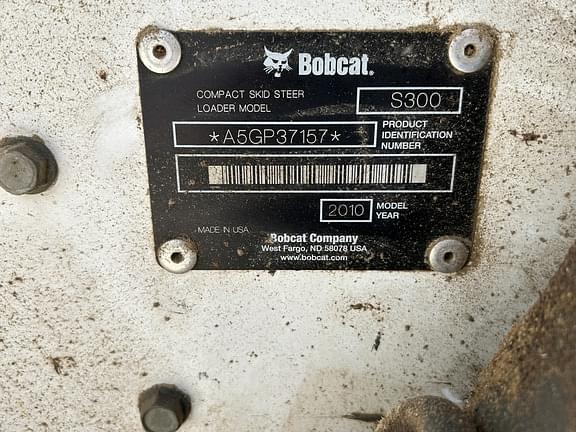 Bobcat.
COMPACT SKID STEER
LOADER MODEL
S300
*A5GP37157*
PRODUCT
IDENTIFICATION
NUMBER
2010
MODEL
YEAR
MADE IN USA
Bobcat Company
West Fargo, ND 58078 USA
www.bobcat.com